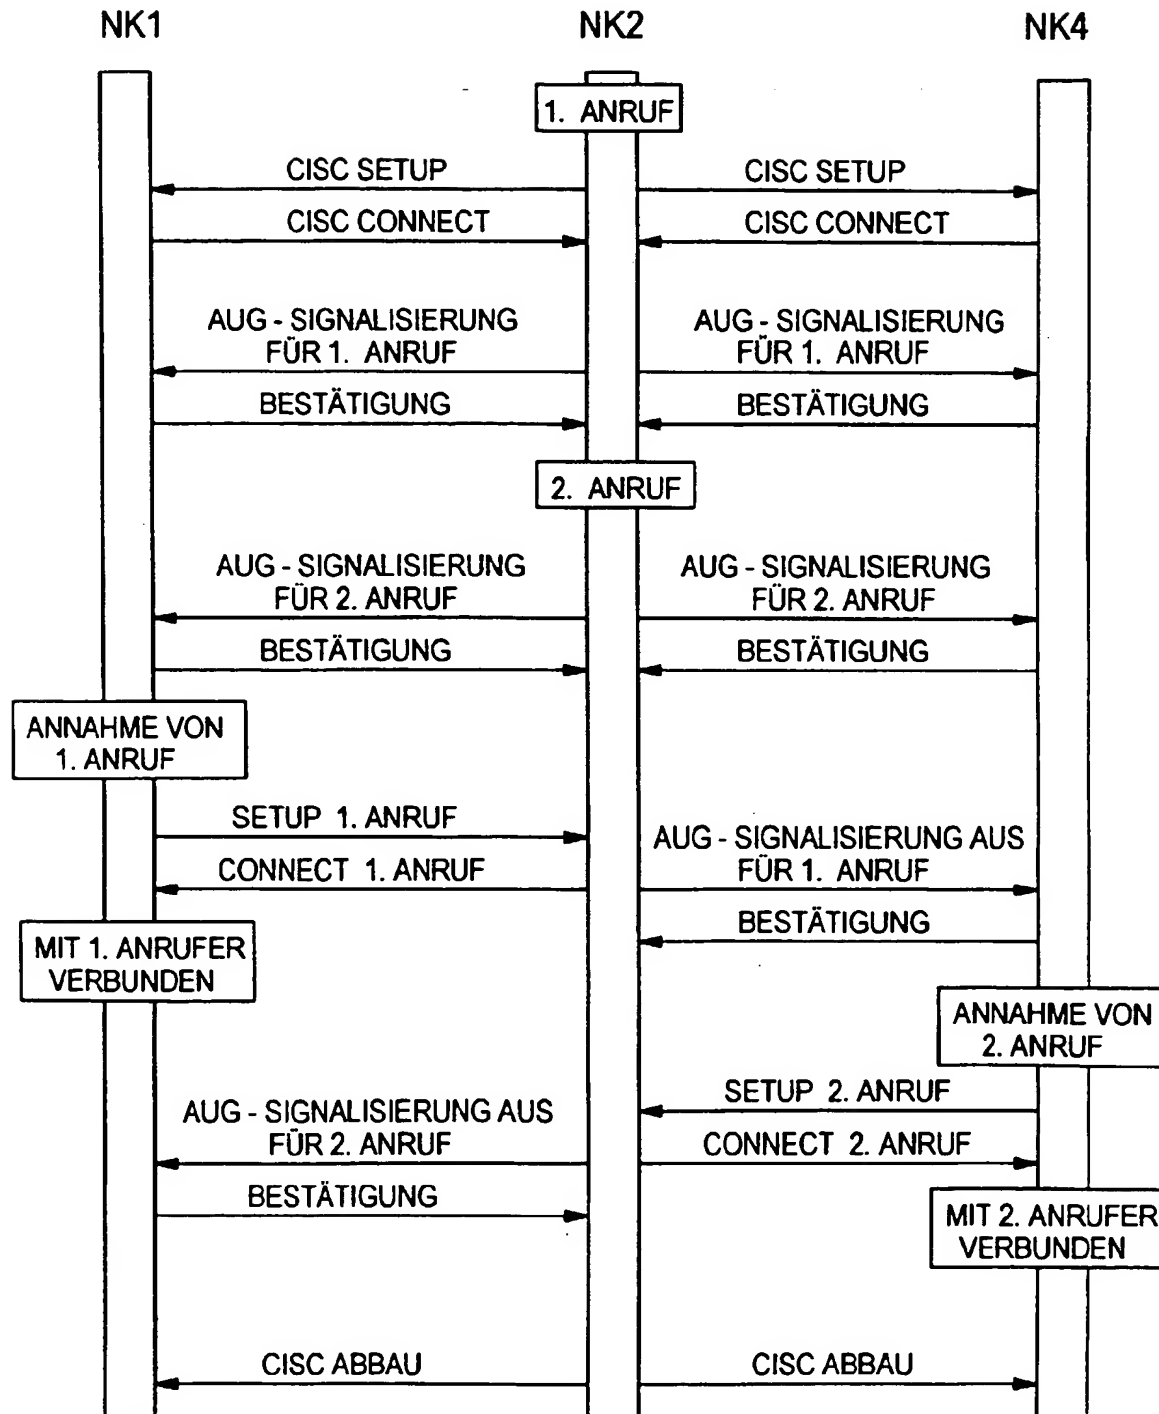 NK1 NK2 NK4
1. ANRUF
CISC SETUP CISC SETUP
CISC CONNECT CISC CONNECT
AUG - SIGNALISIERUNG
FÜR 1. ANRUF
AUG - SIGNALISIERUNG
FÜR 1. ANRUF
BESTÄTIGUNG BESTÄTIGUNG
2. ANRUF
AUG - SIGNALISIERUNG
FÜR 2. ANRUF
AUG - SIGNALISIERUNG
FÜR 2. ANRUF
BESTÄTIGUNG BESTÄTIGUNG
ANNAHME VON
1. ANRUF
SETUP 1. ANRUF
CONNECT 1. ANRUF
AUG - SIGNALISIERUNG AUS
FÜR 1. ANRUF
MIT 1. ANRUFER
VERBUNDEN
BESTÄTIGUNG
ANNAHME VON
2. ANRUF
SETUP 2. ANRUF
AUG - SIGNALISIERUNG AUS
FÜR 2. ANRUF
CONNECT 2. ANRUF
BESTÄTIGUNG
MIT 2. ANRUFER
VERBUNDEN
CISC ABBAU CISC ABBAU